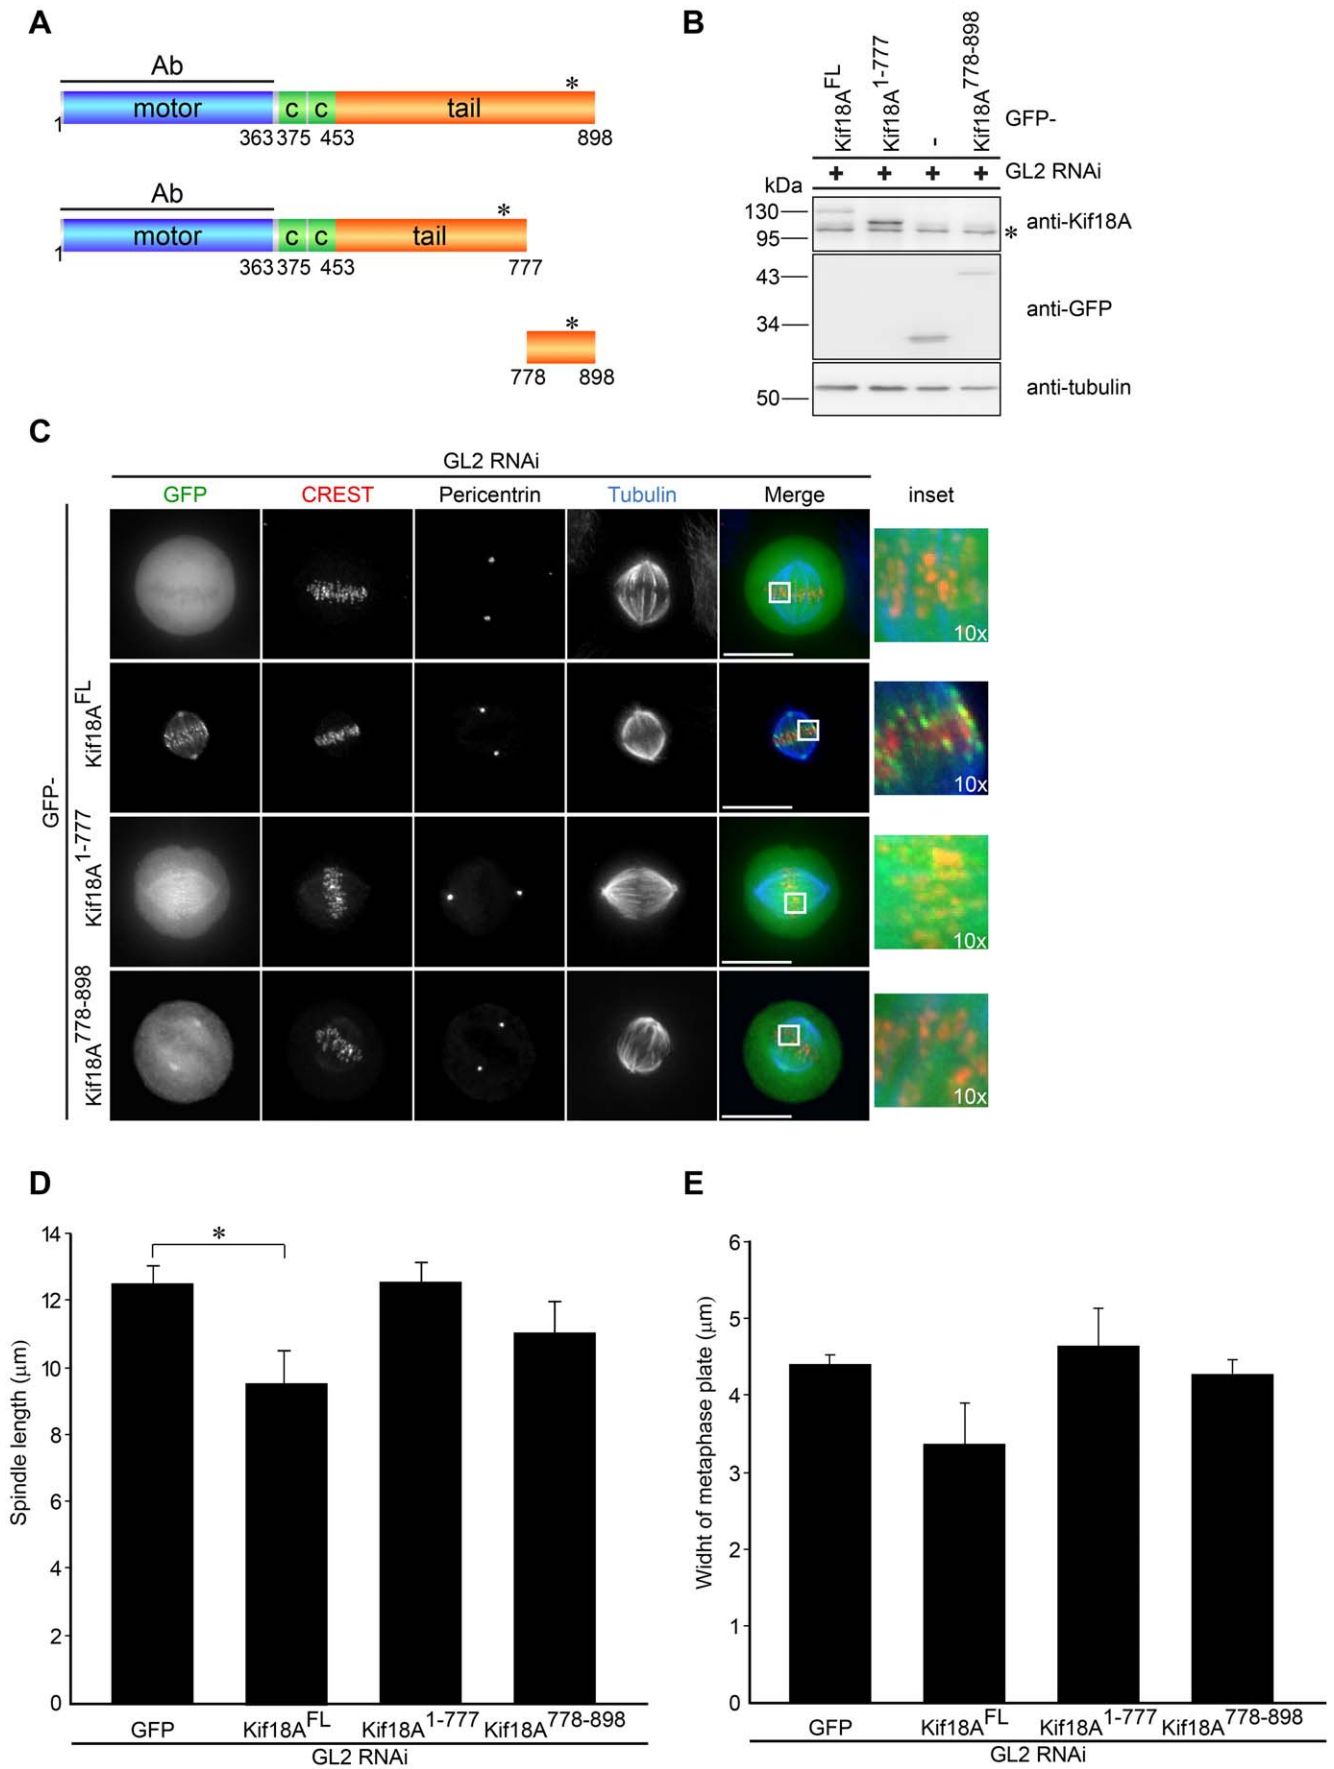 A
Ab
*
motor
c
c
tail
1
363
375
453
898
Ab
*
motor
c
c
tail
1
363
375
453
777
*
778
898
B
Kif18A^FL
Kif18A^1-777
-
Kif18A^778-898
GFP-
+
+
+
+
GL2 RNAi
kDa
130
95
* anti-Kif18A
43
34
anti-GFP
50
anti-tubulin
C
GL2 RNAi
GFP
CREST
Pericentrin
Tubulin
Merge
inset
10x
GFP-
Kif18A^FL
10x
Kif18A^1-777
10x
Kif18A^778-898
10x
D
Spindle length (μm)
14
12
10
8
6
4
2
0
*
GFP
Kif18A^FL
Kif18A^1-777
Kif18A^778-898
GL2 RNAi
E
Widht of metaphase plate (μm)
6
5
4
3
2
1
0
GFP
Kif18A^FL
Kif18A^1-777
Kif18A^778-898
GL2 RNAi